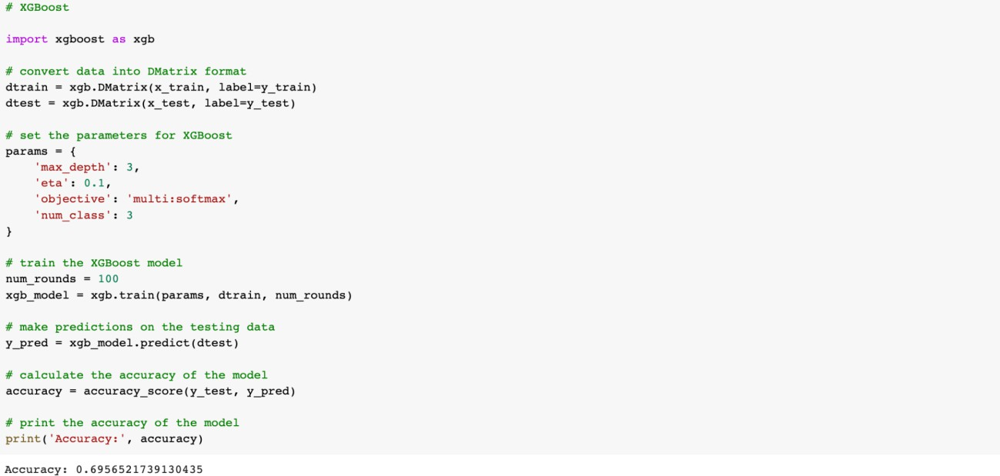 # XGBoost
import xgboost as xgb
# convert data into DMatrix format
dtrain = xgb.DMatrix(x_train, label=y_train)
dtest = xgb.DMatrix(x_test, label=y_test)
# set the parameters for XGBoost
params = {
    'max_depth': 3,
    'eta': 0.1,
    'objective': 'multi:softmax',
    'num_class': 3
}
# train the XGBoost model
num_rounds = 100
xgb_model = xgb.train(params, dtrain, num_rounds)
# make predictions on the testing data
y_pred = xgb_model.predict(dtest)
# calculate the accuracy of the model
accuracy = accuracy_score(y_test, y_pred)
# print the accuracy of the model
print('Accuracy:', accuracy)
Accuracy: 0.6956521739130435